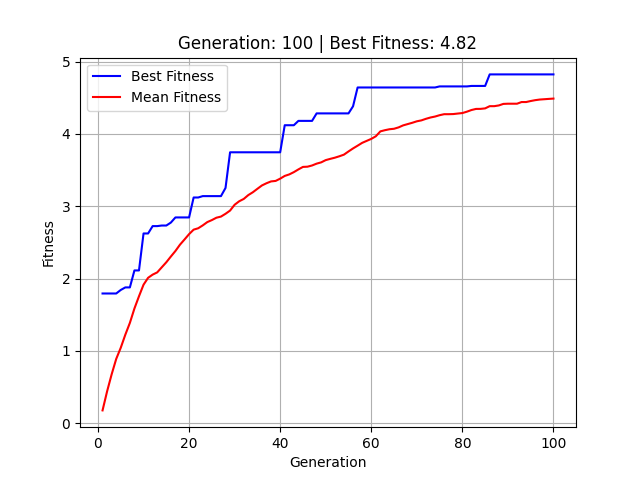 Generation: 100 | Best Fitness: 4.82
Best Fitness
Mean Fitness
5
4
3
2
1
0
Fitness
0 20 40 60 80 100
Generation